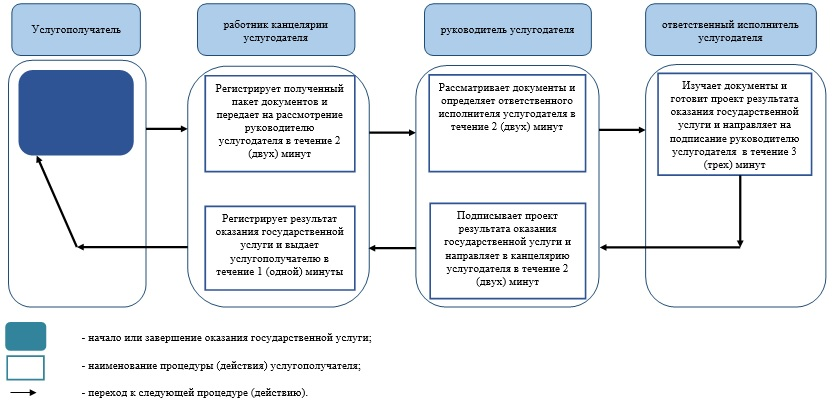 Услугополучатель
работник канцелярии
услугодателя
руководитель услугодателя
ответственный исполнитель
услугодателя
Регистрирует полученный
пакет документов и
передает на рассмотрение
руководителю
услугодателя в течение 2
(двух) минут
Рассматривает документы и
определяет ответственного
исполнителя услугодателя в
течение 2 (двух) минут
Изучает документы и
готовит проект результата
оказания государственной
услуги и направляет на
подписание руководителю
услугодателя в течение 3
(трех) минут
Регистрирует результат
оказания государственной
услуги и выдает
услугополучателю в
течение 1 (одной) минуты
Подписывает проект
результата оказания
государственной услуги и
направляет в канцелярию
услугодателя в течение 2
(двух) минут
- начало или завершение оказания государственной услуги;
- наименование процедуры (действия) услугополучателя;
- переход к следующей процедуре (действию).